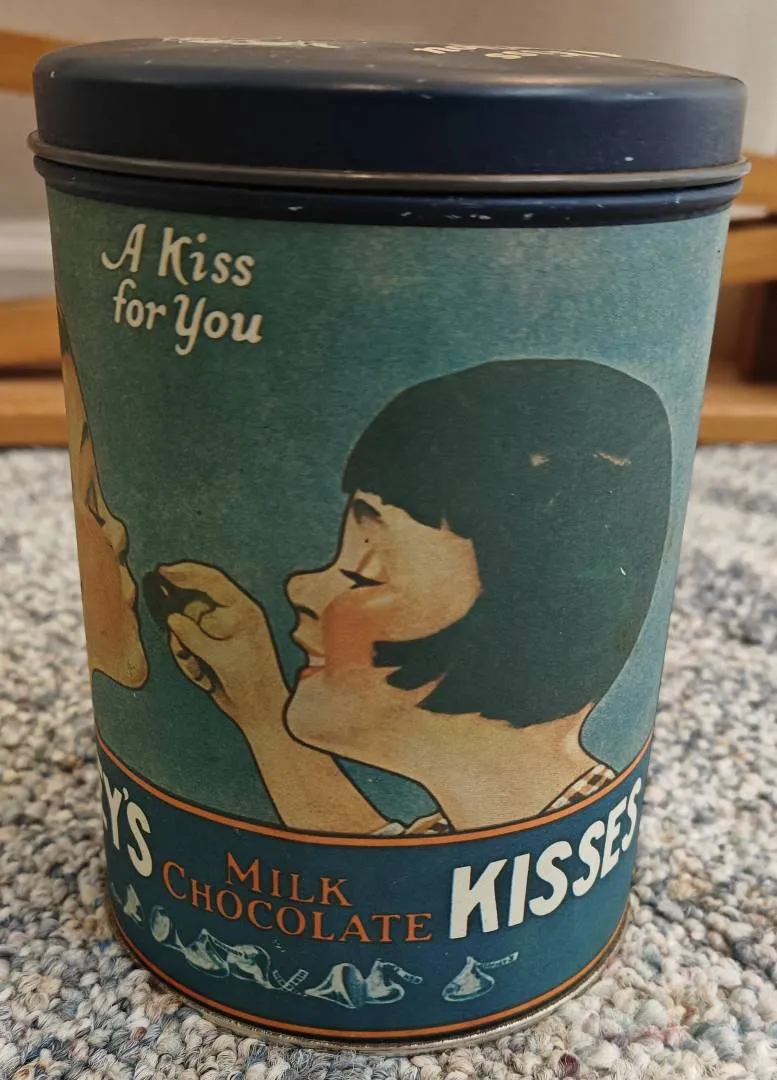 A Kiss
for You
Y'S
MILK
CHOCOLATE
KISSES